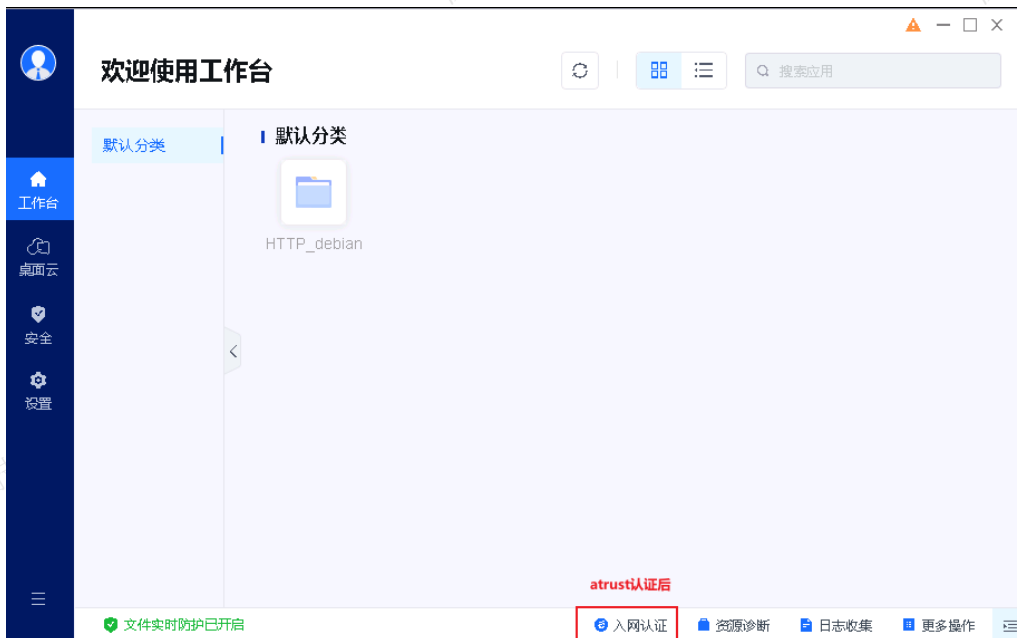 欢迎使用工作台
搜索应用
默认分类
默认分类
HTTP_debian
工作台
桌面云
安全
设置
atrust认证后
文件实时防护已开启
入网认证
资源诊断
日志收集
更多操作